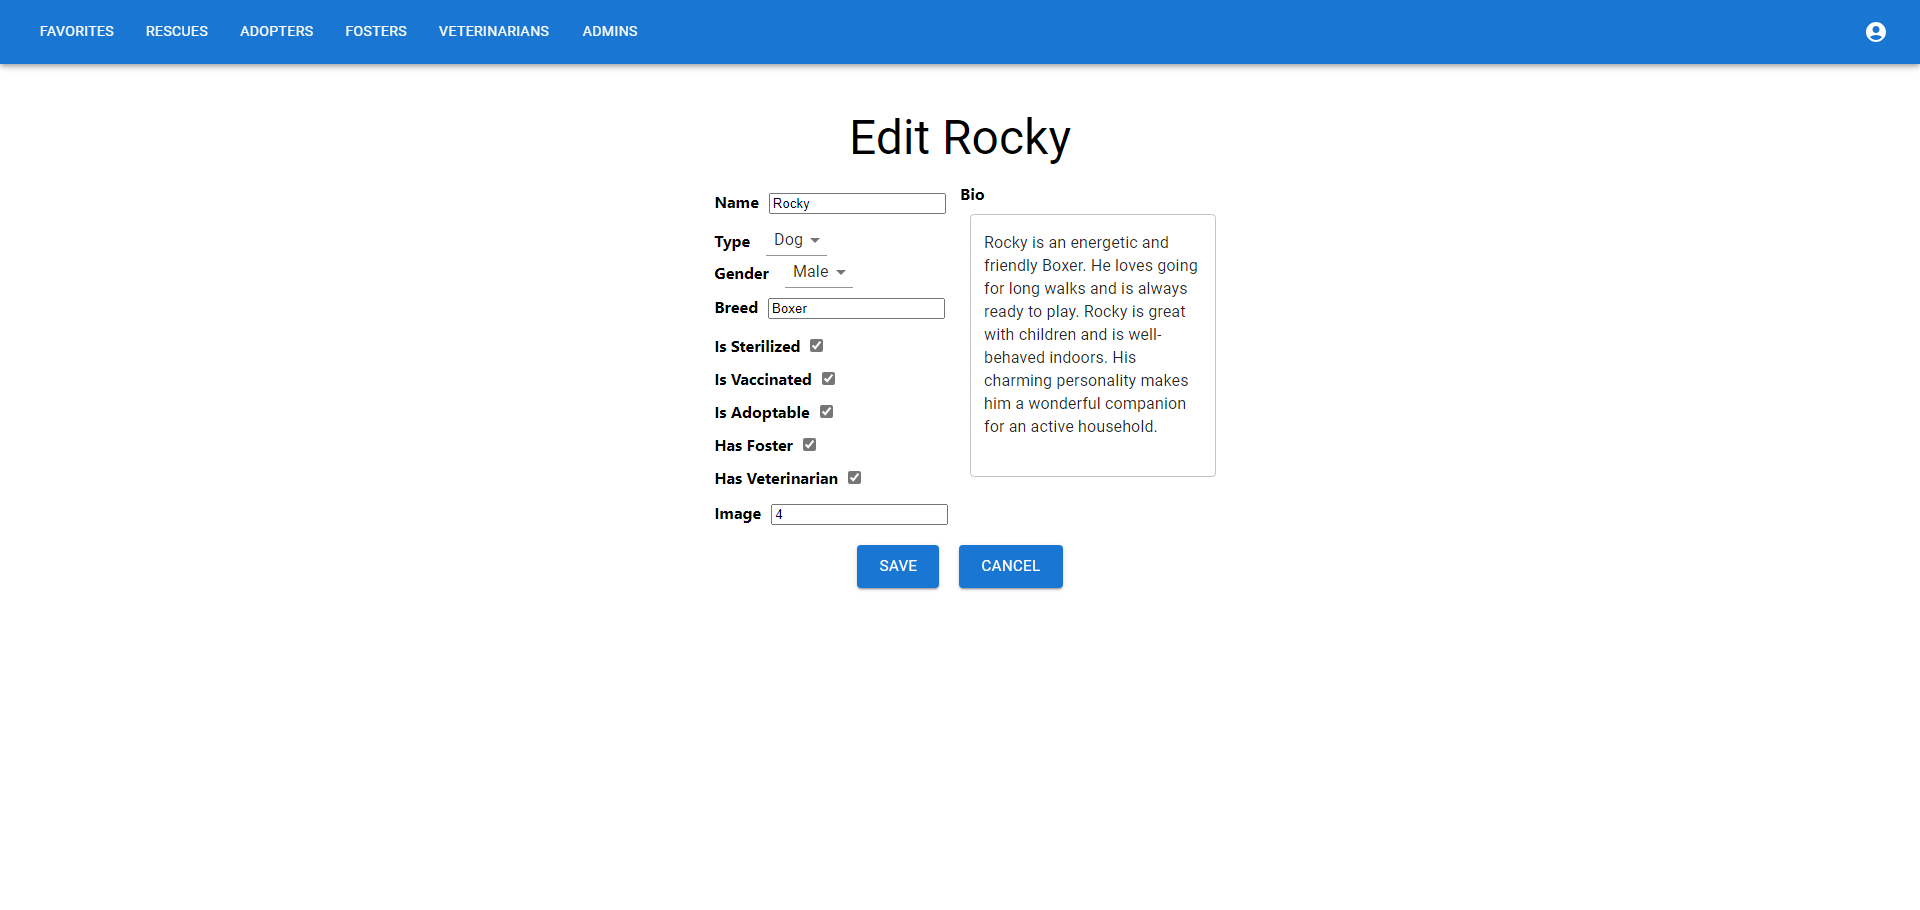 FAVORITES RESCUES ADOPTERS FOSTERS VETERINARIANS ADMINS
Edit Rocky
Name Rocky
Type Dog
Gender Male
Breed Boxer
Is Sterilized
Is Vaccinated
Is Adoptable
Has Foster
Has Veterinarian
Image 4
Bio
Rocky is an energetic and
friendly Boxer. He loves going
for long walks and is always
ready to play. Rocky is great
with children and is well-
behaved indoors. His
charming personality makes
him a wonderful companion
for an active household.
SAVE CANCEL